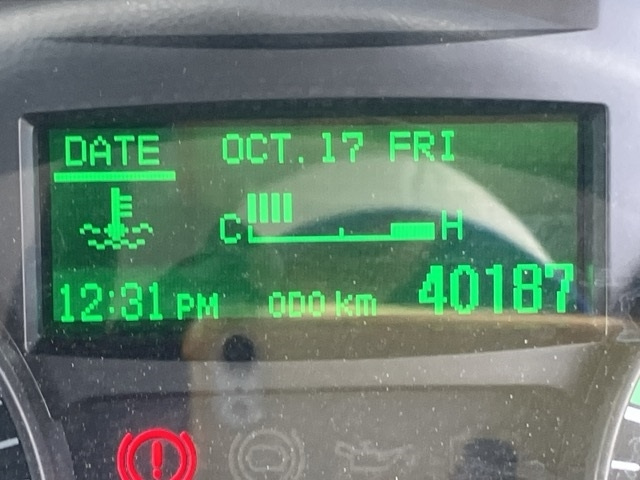 DATE OCT. 17 FRI
C H
12:31 PM ODO km 40187